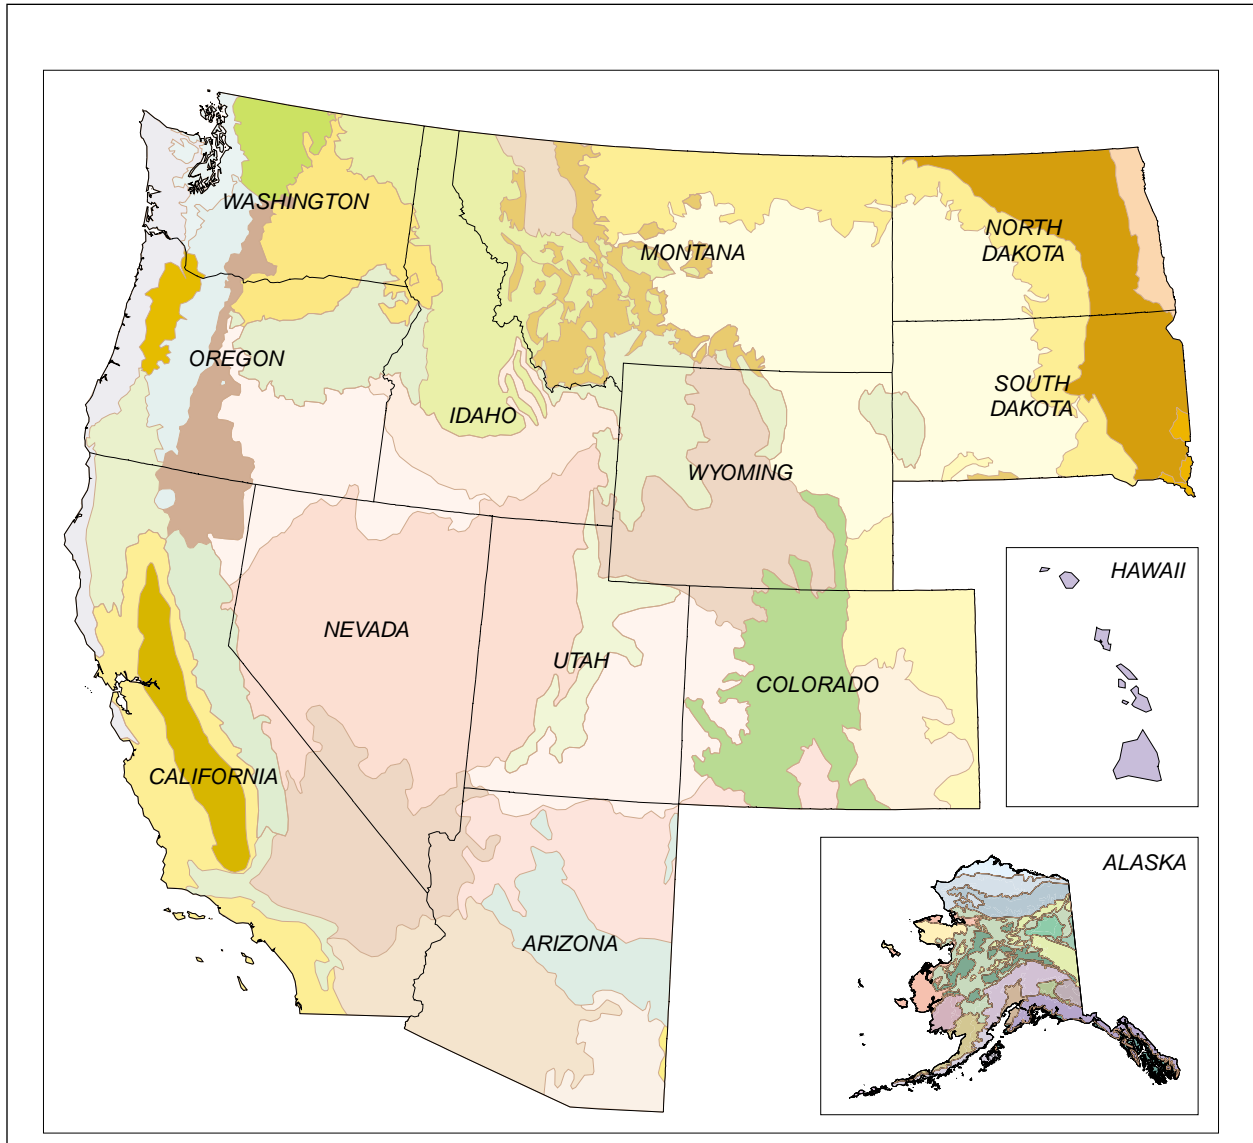 WASHINGTON
MONTANA
NORTH
DAKOTA
OREGON
IDAHO
SOUTH
DAKOTA
WYOMING
HAWAII
NEVADA
UTAH
COLORADO
CALIFORNIA
ALASKA
ARIZONA